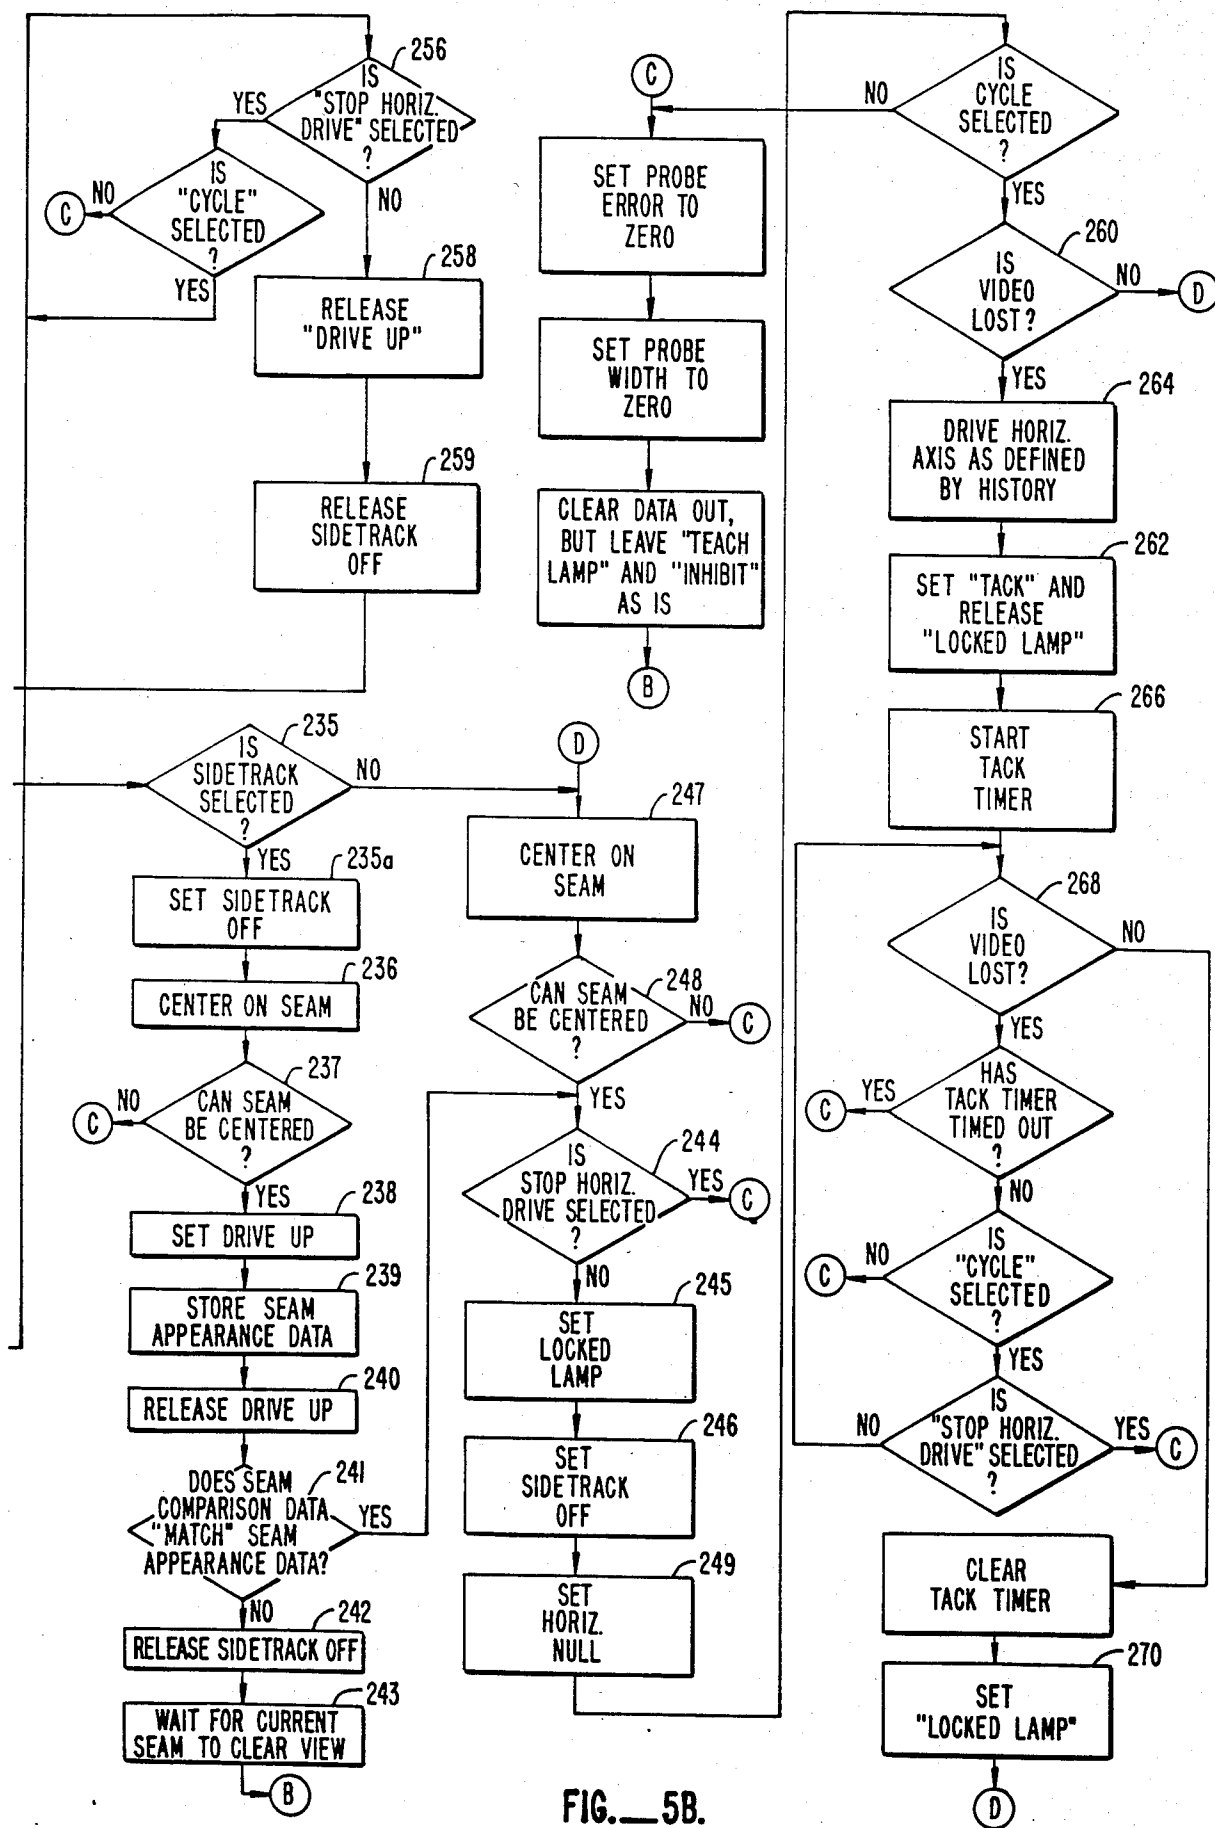 256
IS
"STOP HORIZ.
DRIVE" SELECTED
?
YES
NO
IS
"CYCLE"
SELECTED
?
NO
C
YES
258
RELEASE
"DRIVE UP"
259
RELEASE
SIDETRACK
OFF
235
IS
SIDETRACK
SELECTED
?
NO
YES
235a
SET SIDETRACK
OFF
236
CENTER ON SEAM
237
CAN SEAM
BE CENTERED
?
NO
C
YES
238
SET DRIVE UP
239
STORE SEAM
APPEARANCE DATA
240
RELEASE DRIVE UP
241
DOES SEAM
COMPARISON DATA
"MATCH" SEAM
APPEARANCE DATA?
YES
NO
242
RELEASE SIDETRACK OFF
243
WAIT FOR CURRENT
SEAM TO CLEAR VIEW
B
C
SET PROBE
ERROR TO
ZERO
SET PROBE
WIDTH TO
ZERO
CLEAR DATA OUT,
BUT LEAVE "TEACH
LAMP" AND "INHIBIT"
AS IS
B
D
247
CENTER ON
SEAM
248
CAN SEAM
BE CENTERED
?
NO
C
YES
244
IS
STOP HORIZ.
DRIVE SELECTED
?
YES
C
NO
245
SET
LOCKED
LAMP
246
SET
SIDETRACK
OFF
249
SET
HORIZ.
NULL
IS
CYCLE
SELECTED
?
NO
YES
260
IS
VIDEO
LOST?
NO
D
YES
264
DRIVE HORIZ.
AXIS AS DEFINED
BY HISTORY
262
SET "TACK" AND
RELEASE
"LOCKED LAMP"
266
START
TACK
TIMER
268
IS
VIDEO
LOST?
NO
YES
HAS
TACK TIMER
TIMED OUT
?
YES
C
NO
IS
"CYCLE"
SELECTED
?
NO
C
YES
IS
"STOP HORIZ.
DRIVE" SELECTED
?
NO
YES
C
CLEAR
TACK TIMER
270
SET
"LOCKED LAMP"
D
FIG.__5B.